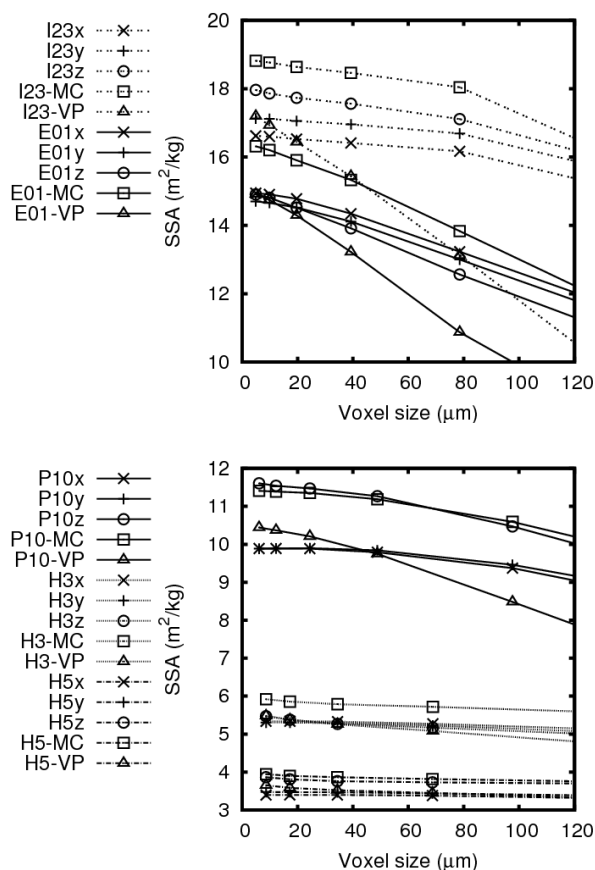 I23x
I23y
I23z
I23-MC
I23-VP
E01x
E01y
E01z
E01-MC
E01-VP
SSA (m²/kg)
20
18
16
14
12
10
0 20 40 60 80 100 120
Voxel size (μm)
P10x
P10y
P10z
P10-MC
P10-VP
H3x
H3y
H3z
H3-MC
H3-VP
H5x
H5y
H5z
H5-MC
H5-VP
SSA (m²/kg)
12
11
10
9
8
7
6
5
4
3
0 20 40 60 80 100 120
Voxel size (μm)